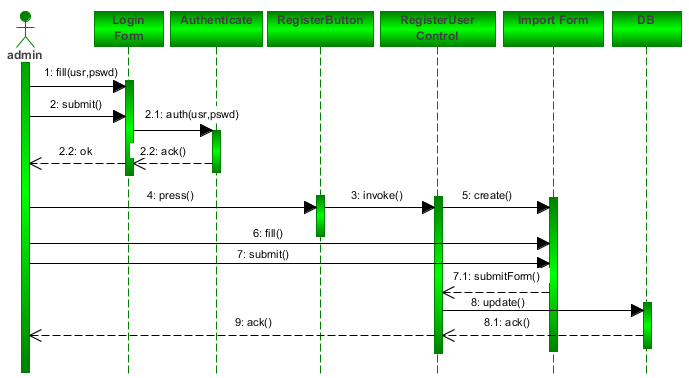 Login
Form
Authenticate
RegisterButton
RegisterUser
Control
Import Form
DB
admin
1: fill(usr,pswd)
2: submit()
2.1: auth(usr,pswd)
2.2: ok
2.2: ack()
4: press()
3: invoke()
5: create()
6: fill()
7: submit()
7.1: submitForm()
8: update()
9: ack()
8.1: ack()